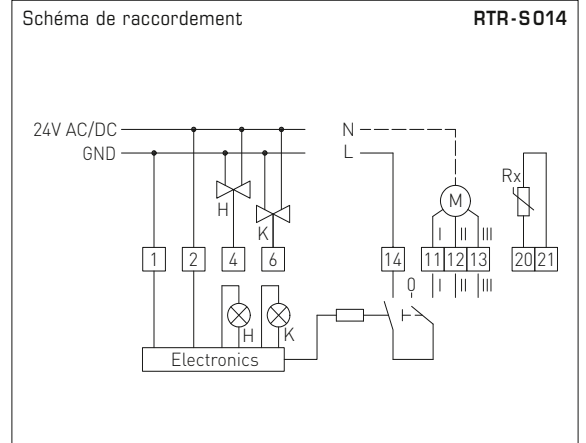 Schéma de raccordement RTR-S014
24V AC/DC N
GND L
Rx
M
H
K
I II III
1 2 4 6 14 11 12 13 20 21
0 I II III
H K
Electronics